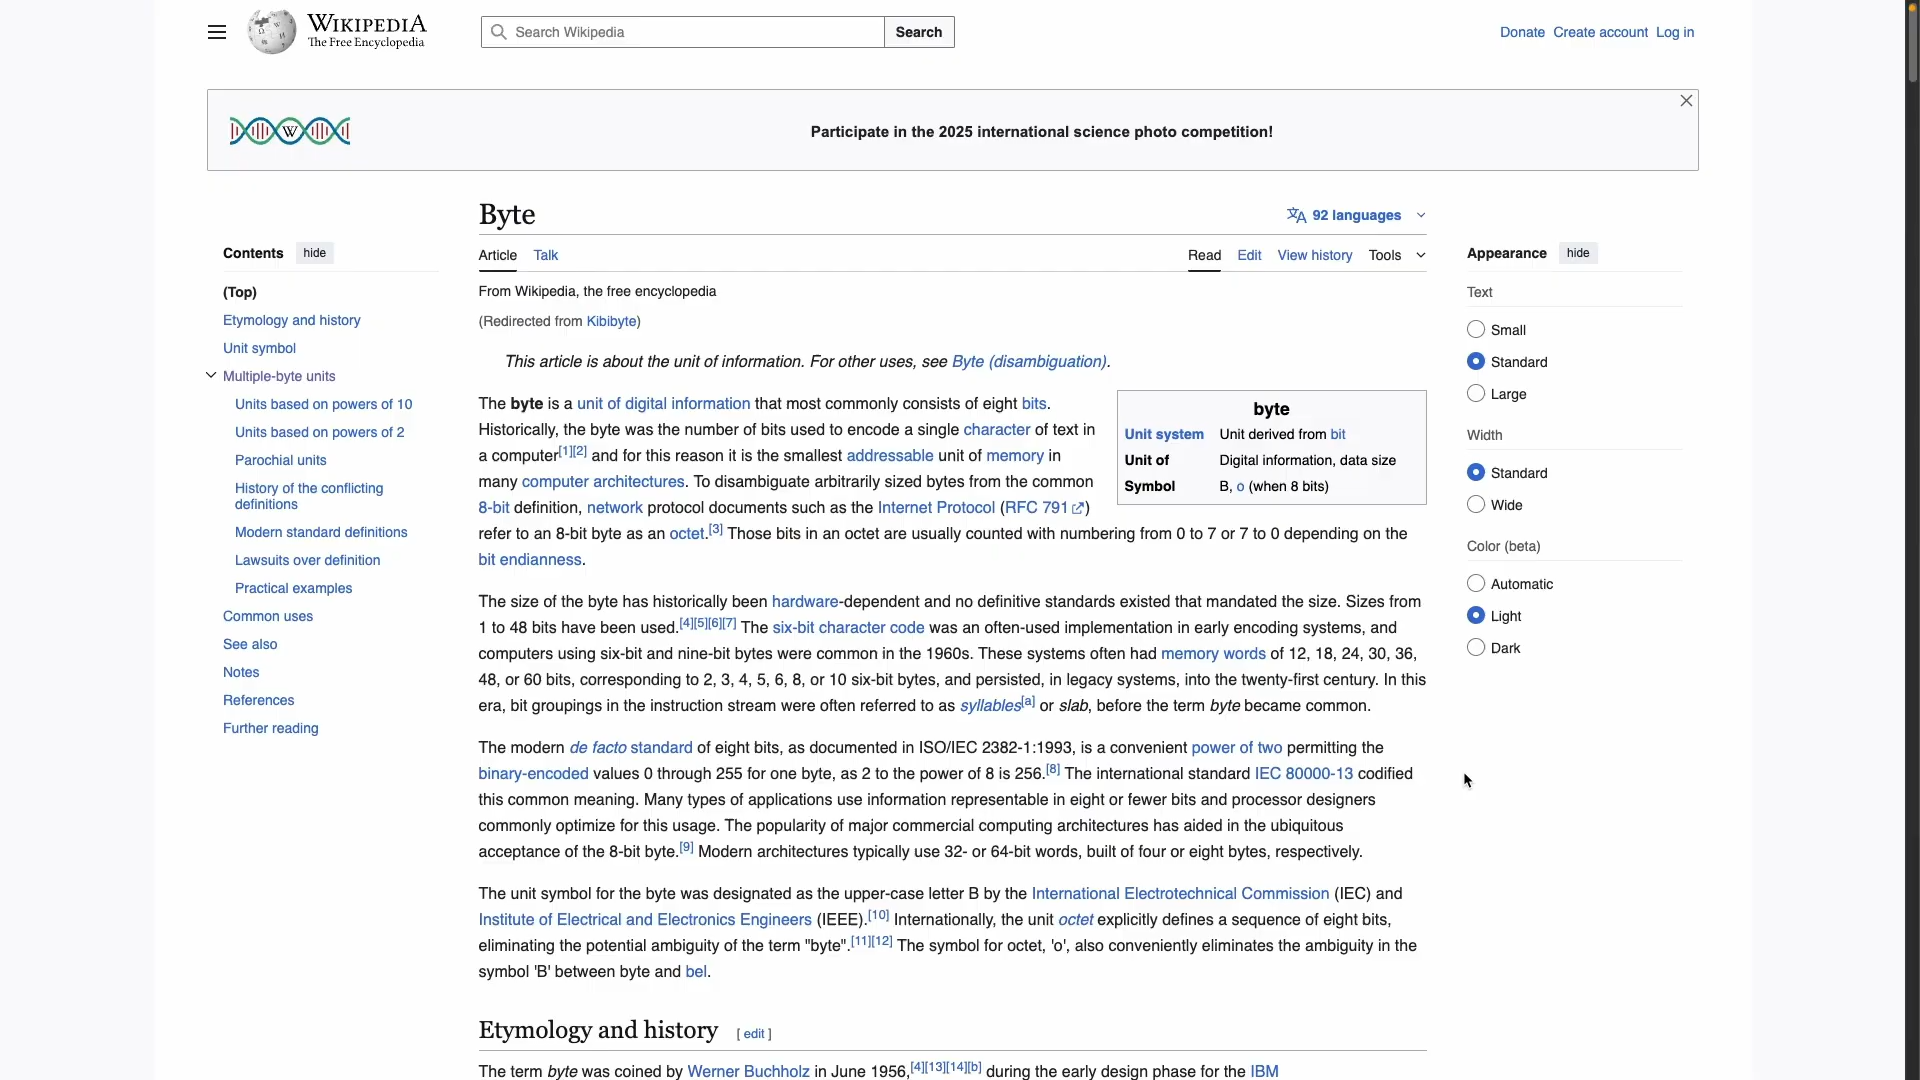 WIKIPEDIA
The Free Encyclopedia
Search Wikipedia
Search
Donate Create account Log in
W
Participate in the 2025 international science photo competition!
Contents hide
(Top)
Etymology and history
Unit symbol
Multiple-byte units
Units based on powers of 10
Units based on powers of 2
Parochial units
History of the conflicting
definitions
Modern standard definitions
Lawsuits over definition
Practical examples
Common uses
See also
Notes
References
Further reading
Byte
92 languages
Article Talk
Read Edit View history Tools
From Wikipedia, the free encyclopedia
(Redirected from Kibibyte)
This article is about the unit of information. For other uses, see Byte (disambiguation).
The byte is a unit of digital information that most commonly consists of eight bits.
Historically, the byte was the number of bits used to encode a single character of text in
a computer[1][2] and for this reason it is the smallest addressable unit of memory in
many computer architectures. To disambiguate arbitrarily sized bytes from the common
8-bit definition, network protocol documents such as the Internet Protocol (RFC 791)
refer to an 8-bit byte as an octet.[3] Those bits in an octet are usually counted with numbering from 0 to 7 or 7 to 0 depending on the
bit endianness.
byte
Unit system Unit derived from bit
Unit of Digital information, data size
Symbol B, o (when 8 bits)
The size of the byte has historically been hardware-dependent and no definitive standards existed that mandated the size. Sizes from
1 to 48 bits have been used.[4][5][6][7] The six-bit character code was an often-used implementation in early encoding systems, and
computers using six-bit and nine-bit bytes were common in the 1960s. These systems often had memory words of 12, 18, 24, 30, 36,
48, or 60 bits, corresponding to 2, 3, 4, 5, 6, 8, or 10 six-bit bytes, and persisted, in legacy systems, into the twenty-first century. In this
era, bit groupings in the instruction stream were often referred to as syllables[a] or slab, before the term byte became common.
The modern de facto standard of eight bits, as documented in ISO/IEC 2382-1:1993, is a convenient power of two permitting the
binary-encoded values 0 through 255 for one byte, as 2 to the power of 8 is 256.[8] The international standard IEC 80000-13 codified
this common meaning. Many types of applications use information representable in eight or fewer bits and processor designers
commonly optimize for this usage. The popularity of major commercial computing architectures has aided in the ubiquitous
acceptance of the 8-bit byte.[9] Modern architectures typically use 32- or 64-bit words, built of four or eight bytes, respectively.
The unit symbol for the byte was designated as the upper-case letter B by the International Electrotechnical Commission (IEC) and
Institute of Electrical and Electronics Engineers (IEEE).[10] Internationally, the unit octet explicitly defines a sequence of eight bits,
eliminating the potential ambiguity of the term "byte".[11][12] The symbol for octet, 'o', also conveniently eliminates the ambiguity in the
symbol 'B' between byte and bel.
Etymology and history [ edit ]
The term byte was coined by Werner Buchholz in June 1956,[4][13][14][b] during the early design phase for the IBM
Appearance hide
Text
Small
Standard
Large
Width
Standard
Wide
Color (beta)
Automatic
Light
Dark